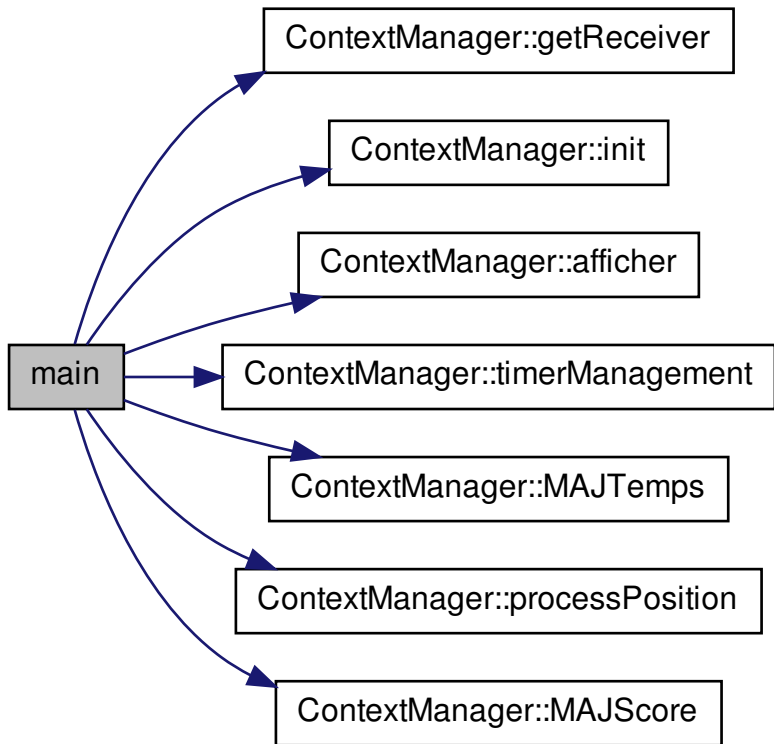 ContextManager::getReceiver
ContextManager::init
ContextManager::afficher
main
ContextManager::timerManagement
ContextManager::MAJTemps
ContextManager::processPosition
ContextManager::MAJScore